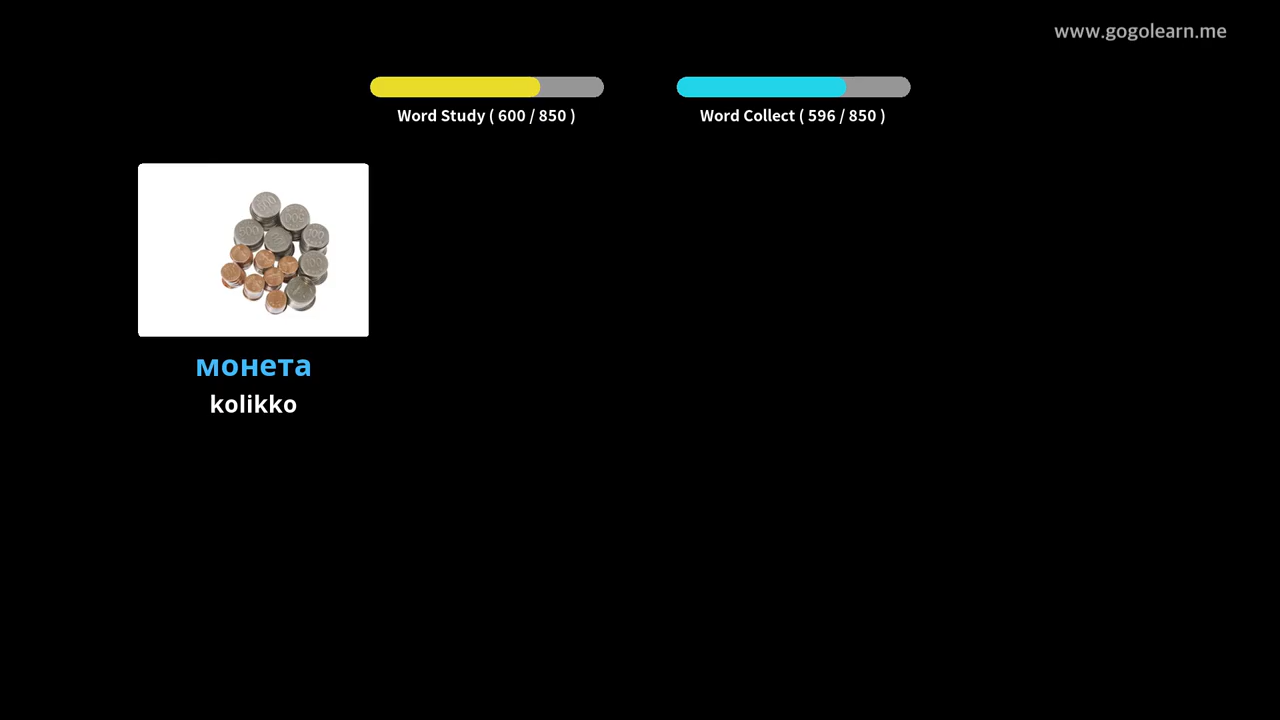 www.gogolearn.me
Word Study ( 600 / 850 )
Word Collect ( 596 / 850 )
монета
kolikko